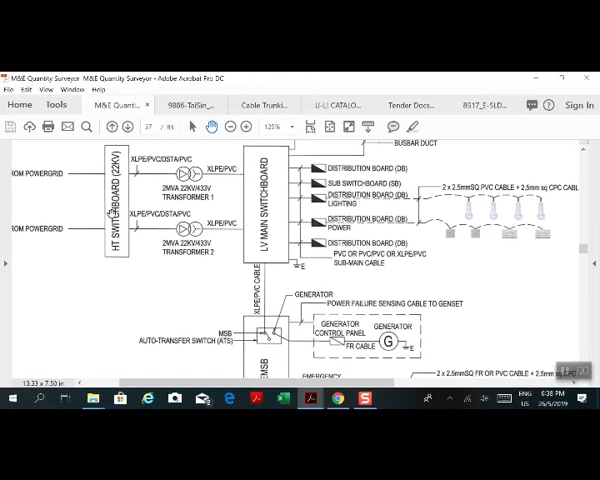 M&E Quantity Surveyor M&E Quantity Surveyor.pdf - Adobe Acrobat Pro DC
File Edit View Window Help
Home Tools M&E Quanti... × 9886-TaiSin_... Cable Trunki... U-LI CATALO... Tender Docs... 8517_E-SLD... Sign In
37 / 83 125%
BUSBAR DUCT
ROM POWERGRID
HT SWITCHBOARD (22KV)
XLPE/PVC/DSTA/PVC
2MVA 22KV/433V
TRANSFORMER 1
XLPE/PVC
LV MAIN SWITCHBOARD
DISTRIBUTION BOARD (DB)
SUB SWITCHBOARD (SB)
DISTRIBUTION BOARD (DB)
LIGHTING
2 x 2.5mmSQ PVC CABLE + 2.5mm sq CPC CABL
ROM POWERGRID
XLPE/PVC/DSTA/PVC
2MVA 22KV/433V
TRANSFORMER 2
XLPE/PVC
DISTRIBUTION BOARD (DB)
POWER
DISTRIBUTION BOARD (DB)
PVC OR PVC/PVC OR XLPE/PVC
SUB-MAIN CABLE
E
XLPE/PVC CABLE
GENERATOR
POWER FAILURE SENSING CABLE TO GENSET
MSB
AUTO-TRANSFER SWITCH (ATS)
GENERATOR
CONTROL PANEL
FR CABLE
GENERATOR
G
E
EMSB
EMERGENCY
2 x 2.5mmSQ FR OR PVC CABLE + 2.5mm sq CPC
13.33 x 7.50 in
ENG
US
6:38 PM
26/5/2019